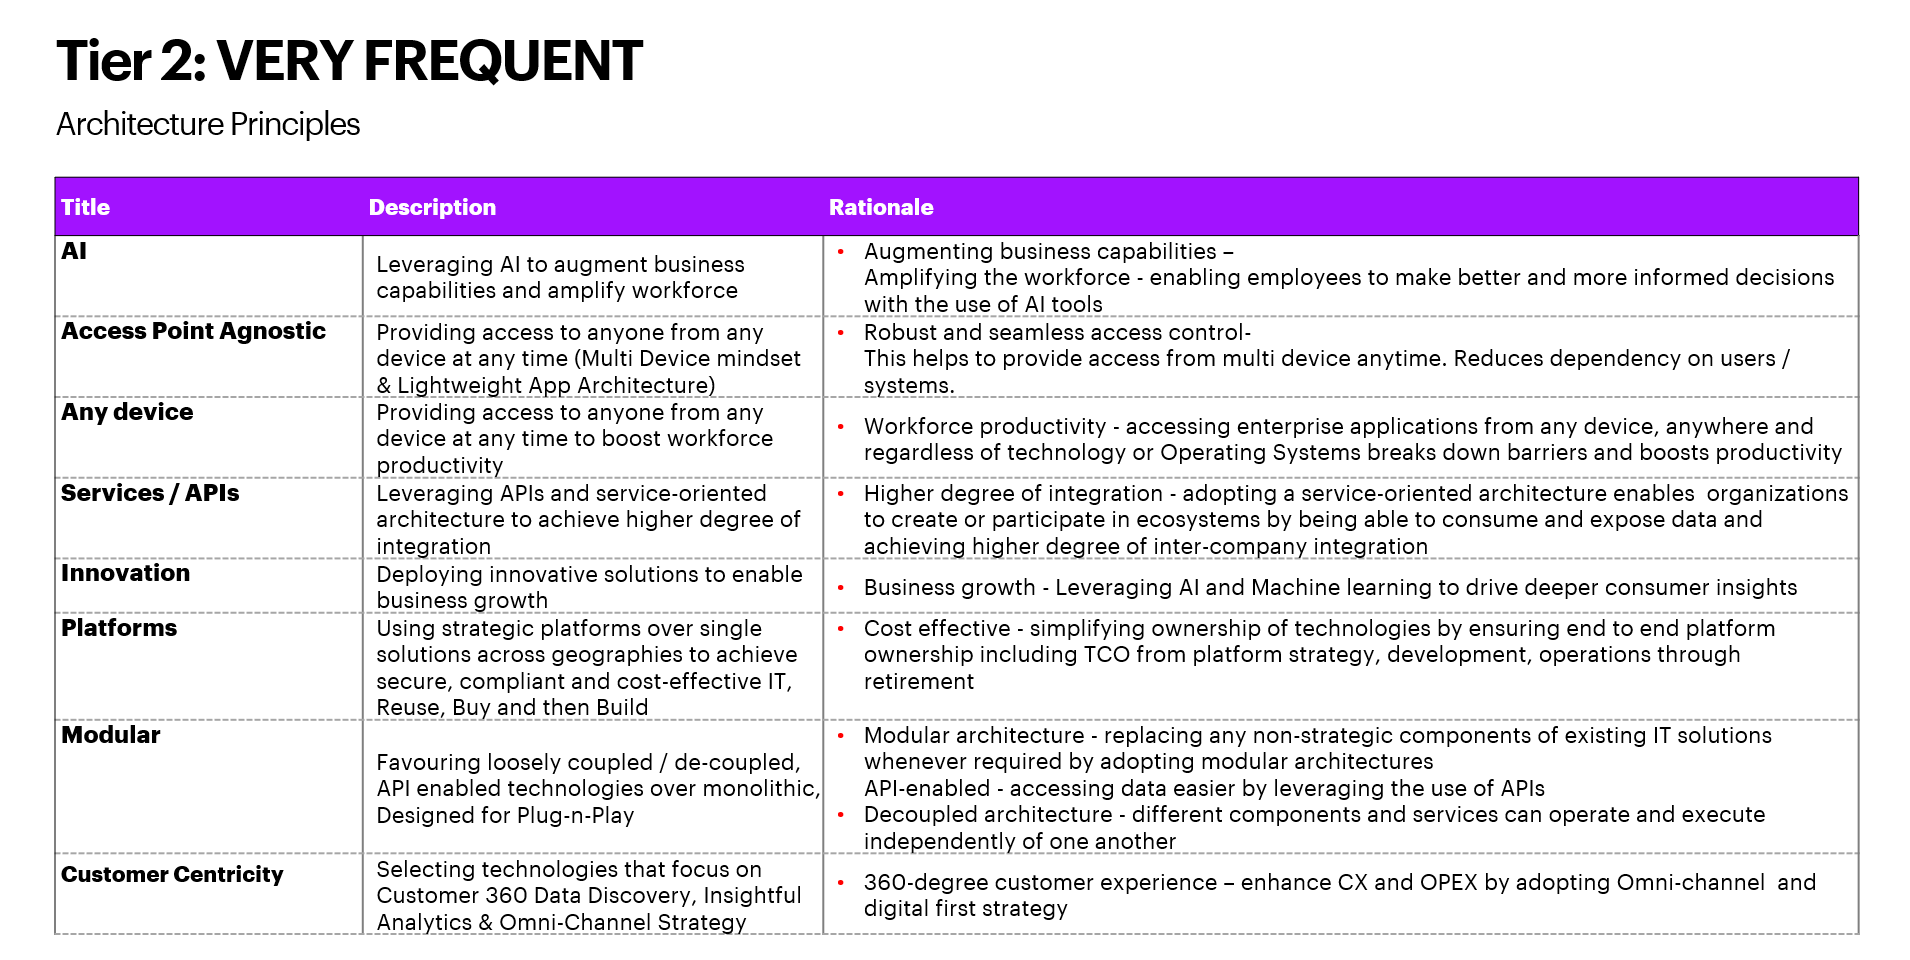 Tier 2: VERY FREQUENT
Architecture Principles
Title
Description
Rationale
AI
Leveraging AI to augment business
capabilities and amplify workforce
• Augmenting business capabilities –
Amplifying the workforce - enabling employees to make better and more informed decisions
with the use of AI tools
Access Point Agnostic
Providing access to anyone from any
device at any time (Multi Device mindset
& Lightweight App Architecture)
• Robust and seamless access control-
This helps to provide access from multi device anytime. Reduces dependency on users /
systems.
Any device
Providing access to anyone from any
device at any time to boost workforce
productivity
• Workforce productivity - accessing enterprise applications from any device, anywhere and
regardless of technology or Operating Systems breaks down barriers and boosts productivity
Services / APIs
Leveraging APIs and service-oriented
architecture to achieve higher degree of
integration
• Higher degree of integration - adopting a service-oriented architecture enables  organizations
to create or participate in ecosystems by being able to consume and expose data and
achieving higher degree of inter-company integration
Innovation
Deploying innovative solutions to enable
business growth
• Business growth - Leveraging AI and Machine learning to drive deeper consumer insights
Platforms
Using strategic platforms over single
solutions across geographies to achieve
secure, compliant and cost-effective IT,
Reuse, Buy and then Build
• Cost effective - simplifying ownership of technologies by ensuring end to end platform
ownership including TCO from platform strategy, development, operations through
retirement
Modular
Favouring loosely coupled / de-coupled,
API enabled technologies over monolithic,
Designed for Plug-n-Play
• Modular architecture - replacing any non-strategic components of existing IT solutions
whenever required by adopting modular architectures
API-enabled - accessing data easier by leveraging the use of APIs
• Decoupled architecture - different components and services can operate and execute
independently of one another
Customer Centricity
Selecting technologies that focus on
Customer 360 Data Discovery, Insightful
Analytics & Omni-Channel Strategy
• 360-degree customer experience – enhance CX and OPEX by adopting Omni-channel  and
digital first strategy